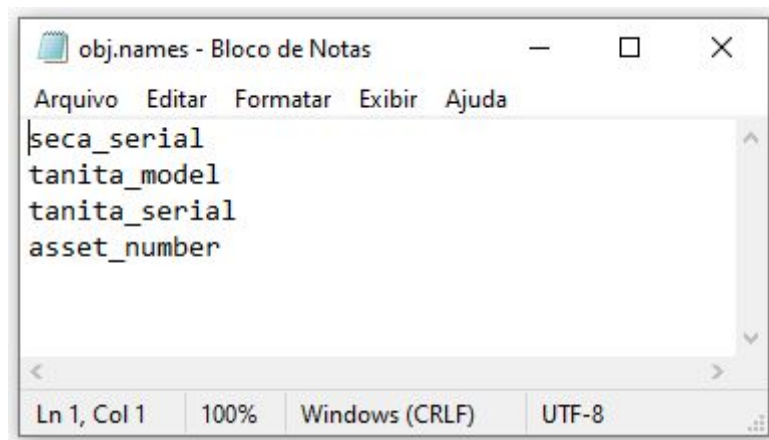 obj.names - Bloco de Notas
Arquivo Editar Formatar Exibir Ajuda
seca_serial
tanita_model
tanita_serial
asset_number
Ln 1, Col 1 100% Windows (CRLF) UTF-8